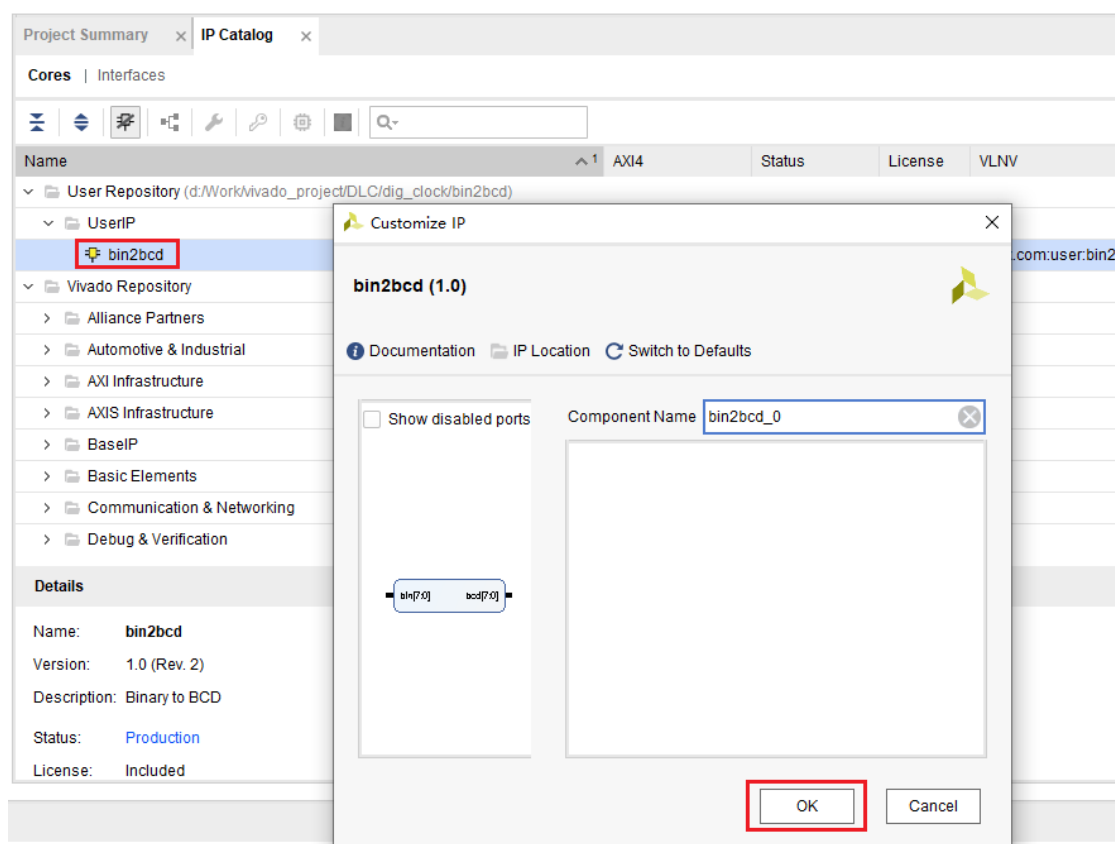 Project Summary × IP Catalog ×
Cores | Interfaces
Q-
Name 1 AXI4 Status License VLNV
User Repository (d:/Work/vivado_project/DLC/dig_clock/bin2bcd)
UserIP
bin2bcd
.com:user:bin2
Vivado Repository
Alliance Partners
Automotive & Industrial
AXI Infrastructure
AXIS Infrastructure
BaseIP
Basic Elements
Communication & Networking
Debug & Verification
Details
Name: bin2bcd
Version: 1.0 (Rev. 2)
Description: Binary to BCD
Status: Production
License: Included
Customize IP
bin2bcd (1.0)
Documentation IP Location Switch to Defaults
Show disabled ports
Component Name bin2bcd_0
bin[7:0] bcd[7:0]
OK Cancel